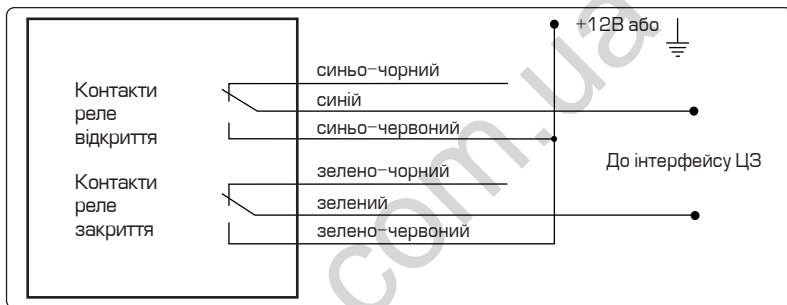 +12В або
синьо-чорний
Контакти
реле
відкриття
синій
синьо-червоний
До інтерфейсу ЦЗ
зелено-чорний
Контакти
реле
закриття
зелений
зелено-червоний
com.ua